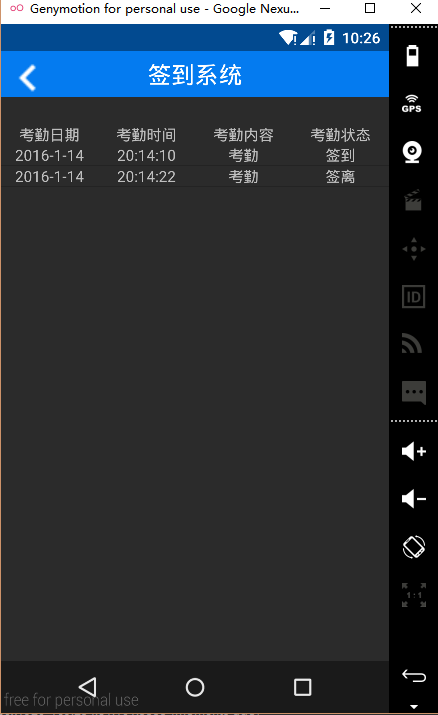 Genymotion for personal use - Google Nexu...
10:26
签到系统
考勤日期 考勤时间 考勤内容 考勤状态
2016-1-14 20:14:10 考勤 签到
2016-1-14 20:14:22 考勤 签离
GPS
ID
1:1
free for personal use